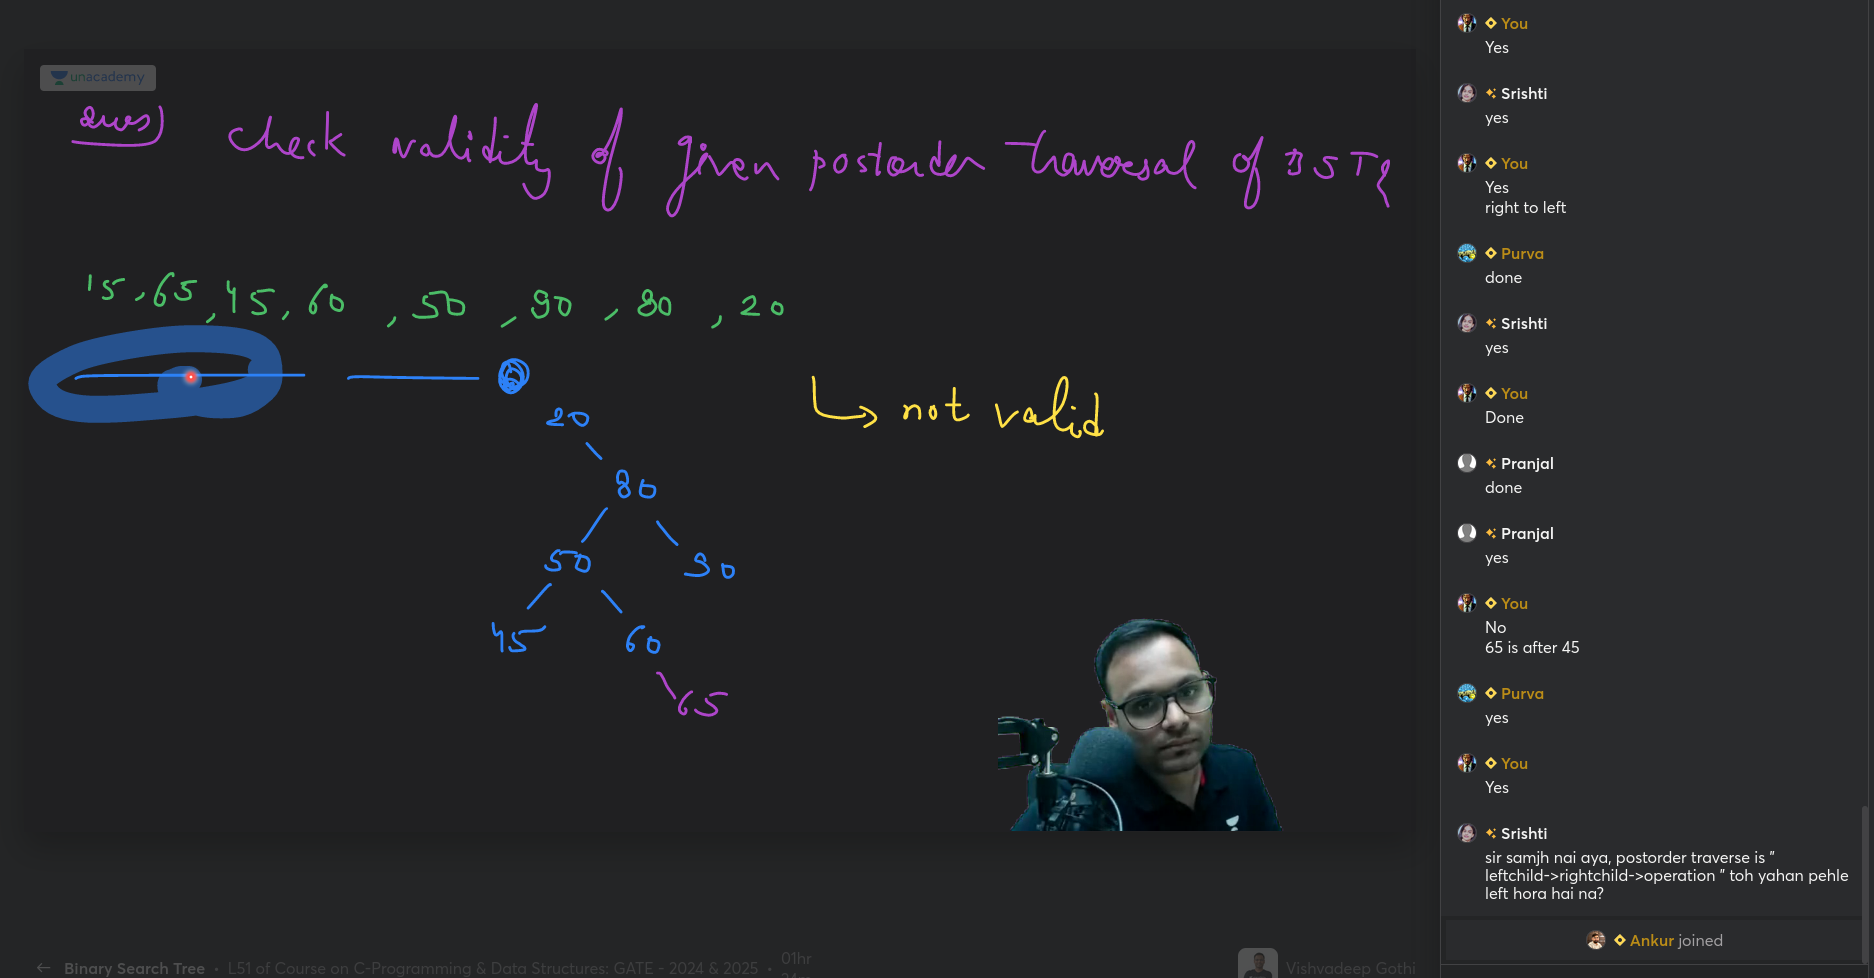 unacademy
Ques) Check validity of given postorder traversal of BST?
15, 65, 45, 60, 50, 90, 80, 20
20
not valid
80
50
90
45
60
65
You
Yes
Srishti
yes
You
Yes
right to left
Purva
done
Srishti
yes
You
Done
Pranjal
done
Pranjal
yes
You
No
65 is after 45
Purva
yes
You
Yes
Srishti
sir samjh nai aya, postorder traverse is "
leftchild->rightchild->operation " toh yahan pehle
left hora hai na?
Ankur joined
Binary Search Tree • L51 of Course on C-Programming & Data Structures: GATE - 2024 & 2025 • 01hr
Vishvadeep Gothi